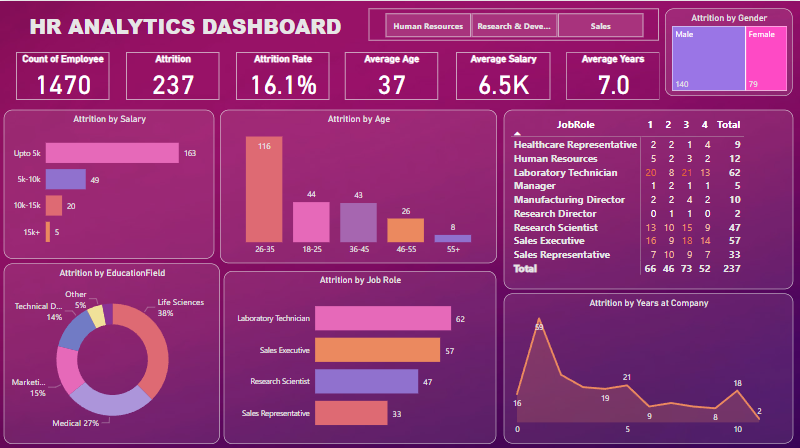 HR ANALYTICS DASHBOARD
Human Resources
Research & Deve...
Sales
Attrition by Gender
Male
Female
140
79
Count of Employee
1470
Attrition
237
Attrition Rate
16.1%
Average Age
37
Average Salary
6.5K
Average Years
7.0
Attrition by Salary
Upto 5k 163
5k-10k 49
10k-15k 20
15k+ 5
Attrition by Age
116
44
43
26
8
26-35 18-25 36-45 46-55 55+
JobRole 1 2 3 4 Total
Healthcare Representative 2 2 1 4 9
Human Resources 5 2 3 2 12
Laboratory Technician 20 8 21 13 62
Manager 1 2 1 1 5
Manufacturing Director 2 2 4 2 10
Research Director 0 1 1 0 2
Research Scientist 13 10 15 9 47
Sales Executive 16 9 18 14 57
Sales Representative 7 10 9 7 33
Total 66 46 73 52 237
Attrition by EducationField
Other
5%
Technical D...
14%
Marketi...
15%
Medical 27%
Life Sciences
38%
Attrition by Job Role
Laboratory Technician 62
Sales Executive 57
Research Scientist 47
Sales Representative 33
Attrition by Years at Company
16
59
19
21
9
8
18
2
0 5 10